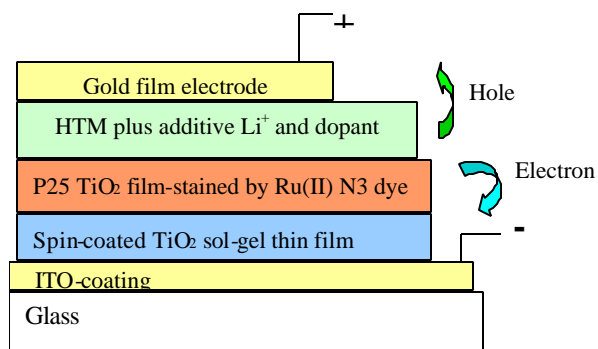 +
Gold film electrode
Hole
HTM plus additive Li⁺ and dopant
P25 TiO₂ film-stained by Ru(II) N3 dye
Electron
Spin-coated TiO₂ sol-gel thin film
-
ITO-coating
Glass